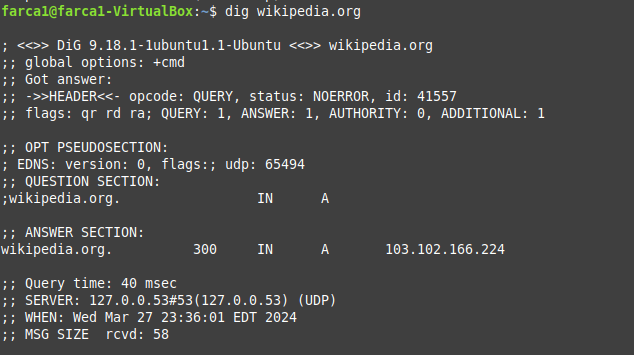 farca1@farca1-VirtualBox:~$ dig wikipedia.org
; <<>> DiG 9.18.1-1ubuntu1.1-Ubuntu <<>> wikipedia.org
;; global options: +cmd
;; Got answer:
;; ->>HEADER<<- opcode: QUERY, status: NOERROR, id: 41557
;; flags: qr rd ra; QUERY: 1, ANSWER: 1, AUTHORITY: 0, ADDITIONAL: 1
;; OPT PSEUDOSECTION:
; EDNS: version: 0, flags:; udp: 65494
;; QUESTION SECTION:
;wikipedia.org. IN A
;; ANSWER SECTION:
wikipedia.org. 300 IN A 103.102.166.224
;; Query time: 40 msec
;; SERVER: 127.0.0.53#53(127.0.0.53) (UDP)
;; WHEN: Wed Mar 27 23:36:01 EDT 2024
;; MSG SIZE rcvd: 58